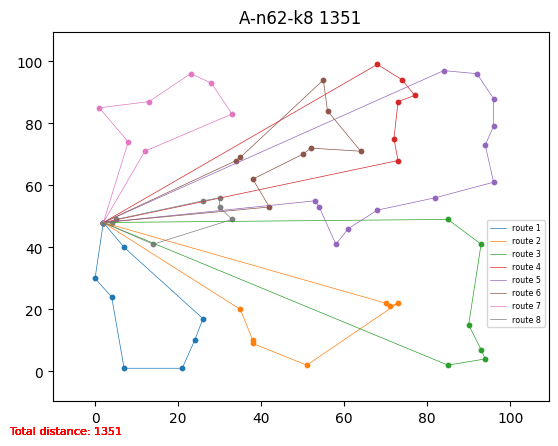 A-n62-k8 1351
100
80
60
40
20
0
0 20 40 60 80 100
route 1
route 2
route 3
route 4
route 5
route 6
route 7
route 8
Total distance: 1351